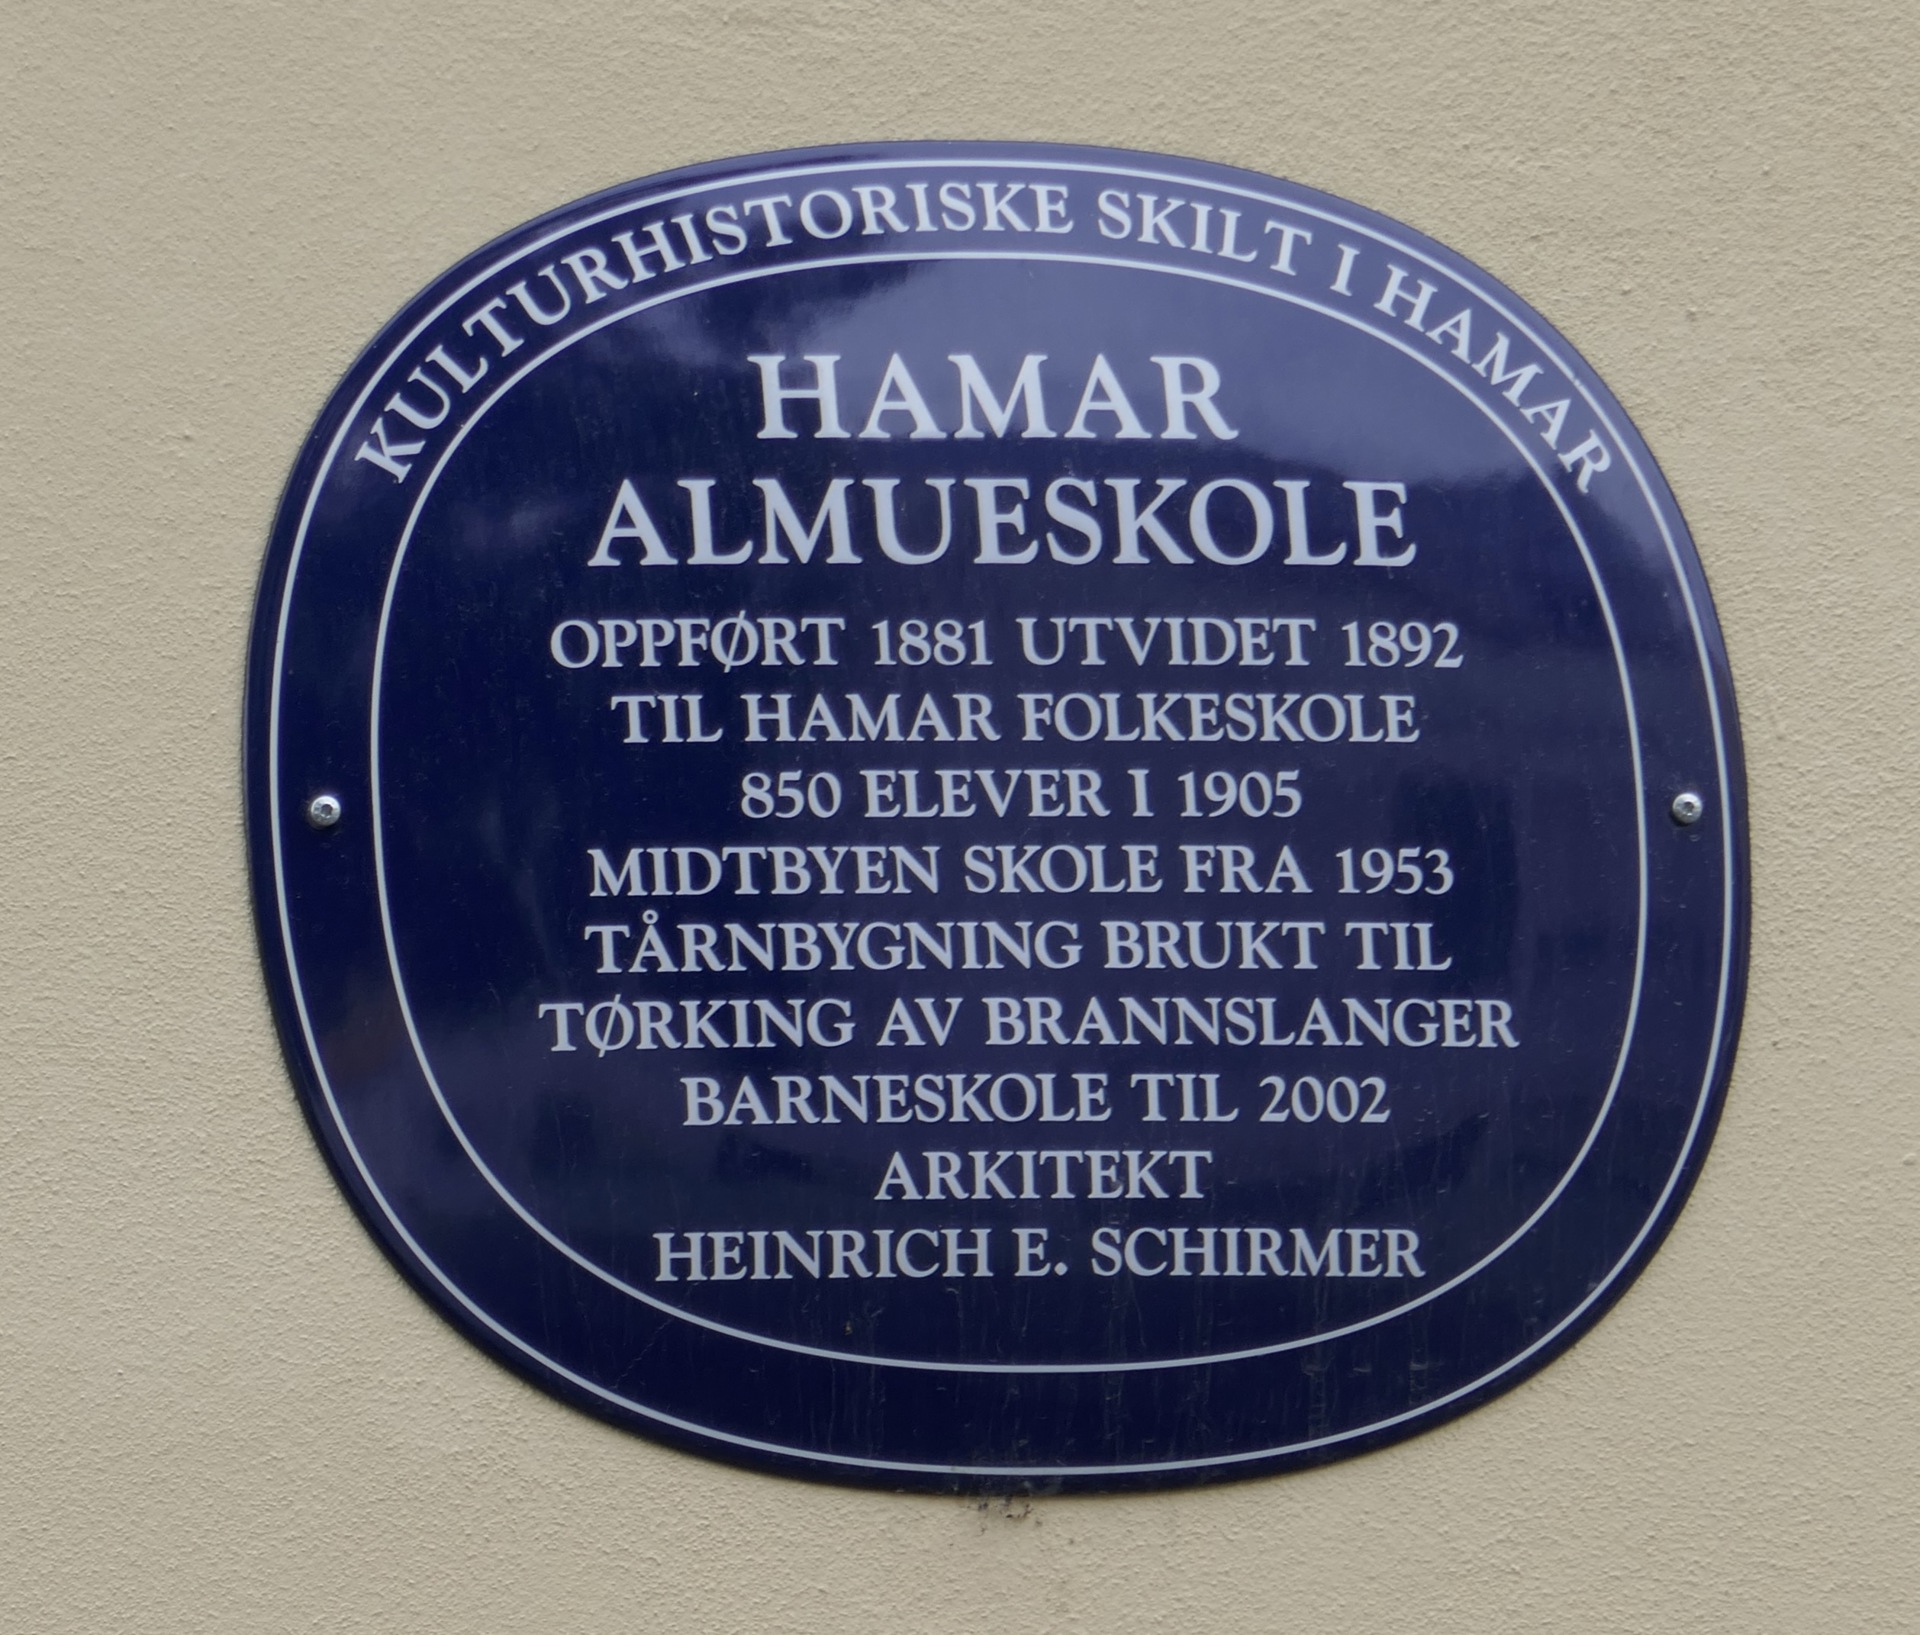 KULTURHISTORISKE SKILT I HAMAR
HAMAR
ALMUESKOLE
OPPFØRT 1881 UTVIDET 1892
TIL HAMAR FOLKESKOLE
850 ELEVER I 1905
MIDTBYEN SKOLE FRA 1953
TÅRNBYGNING BRUKT TIL
TØRKING AV BRANNSLANGER
BARNESKOLE TIL 2002
ARKITEKT
HEINRICH E. SCHIRMER